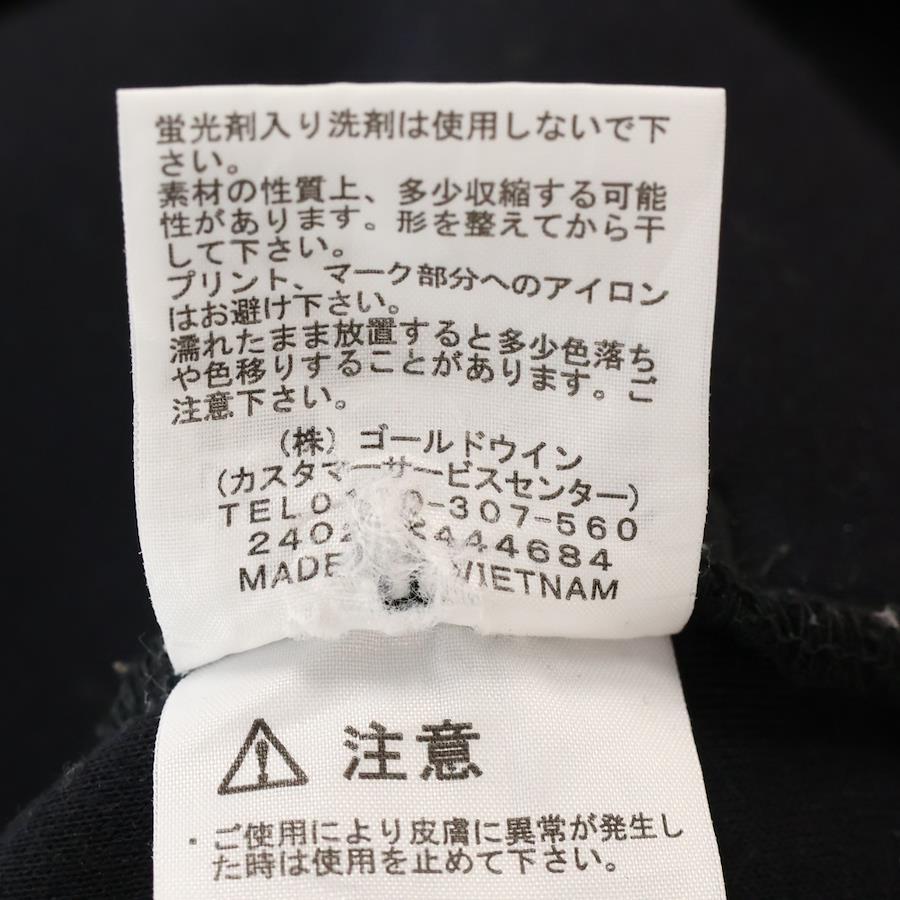 蛍光剤入り洗剤は使用しないで下
さい。
素材の性質上、多少収縮する可能
性があります。形を整えてから干
して下さい。
プリント、マーク部分へのアイロン
はお避け下さい。
濡れたまま放置すると多少色落ち
や色移りすることがあります。ご
注意下さい。
(株) ゴールドウイン
(カスタマーサービスセンター)
TEL -307-560
444684
MADE VIETNAM
注意
・ご使用により皮膚に異常が発生し
た時は使用を止めて下さい。